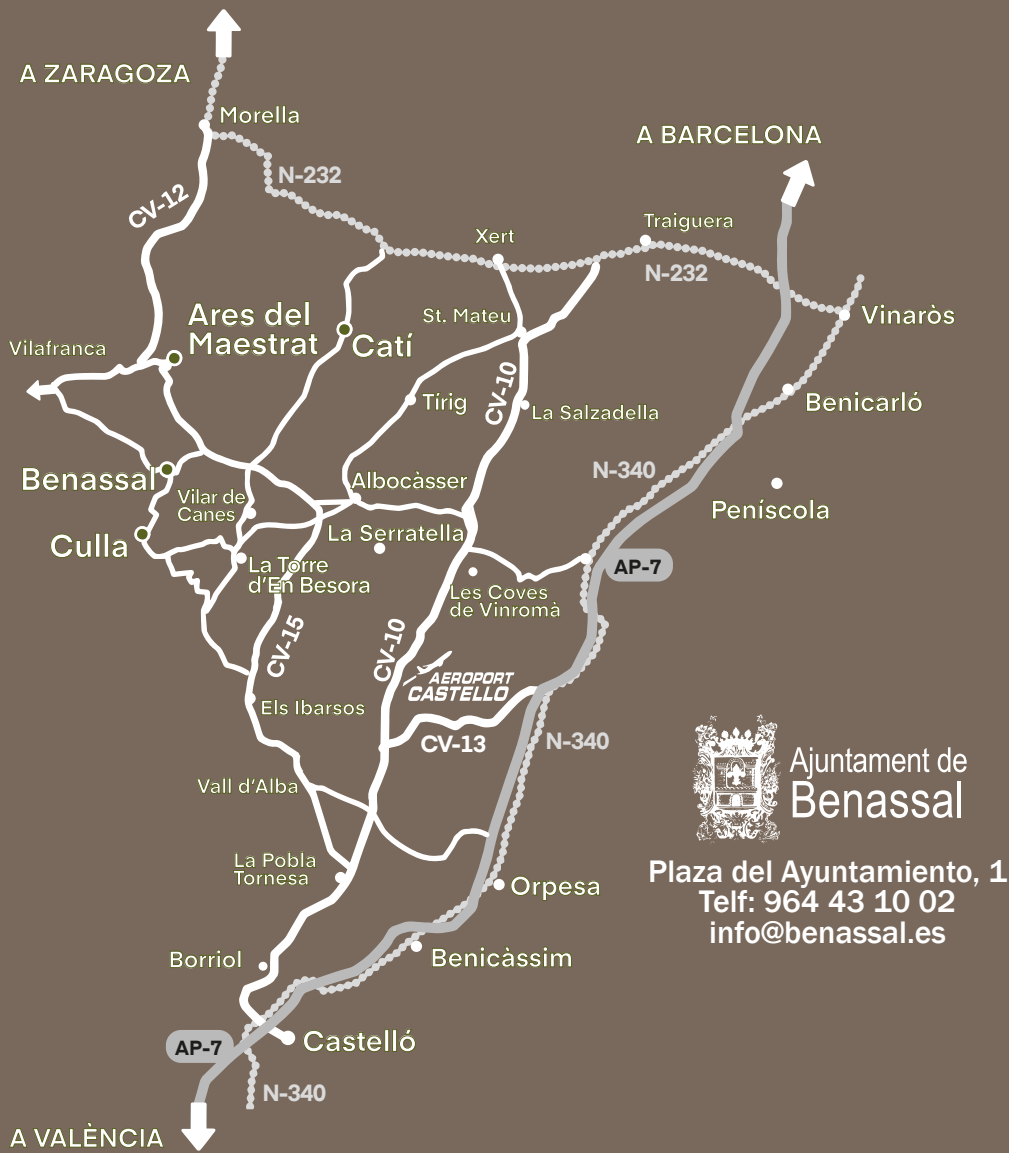 A ZARAGOZA
Morella
A BARCELONA
N-232
CV-12
Traiguera
Xert
N-232
Ares del
Maestrat
St. Mateu
Vinaròs
Vilafranca
Catí
CV-10
Tírig
La Salzadella
Benicarló
N-340
Benassal
Albocàsser
Vilar de
Canes
Peníscola
La Serratella
Culla
La Torre
d'En Besora
AP-7
Les Coves
de Vinromà
CV-15
CV-10
AEROPORT
CASTELLO
Els Ibarsos
CV-13
N-340
Ajuntament de
Benassal
Vall d'Alba
La Pobla
Tornesa
Plaza del Ayuntamiento, 1
Telf: 964 43 10 02
info@benassal.es
Orpesa
Borriol
Benicàssim
Castelló
AP-7
N-340
A VALÈNCIA